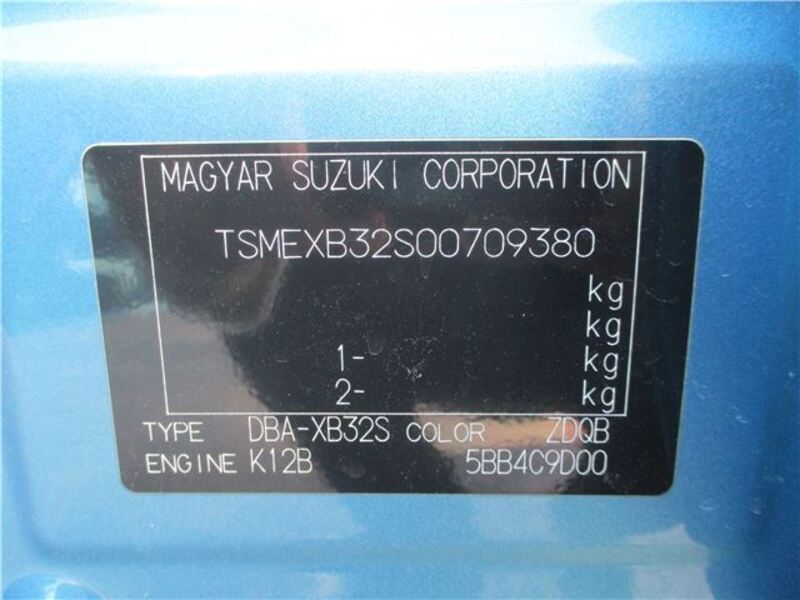 MAGYAR SUZUKI CORPORATION
TSMEXB32S00709380
kg
kg
1- kg
2- kg
TYPE DBA-XB32S COLOR ZDQB
ENGINE K12B 5BB4C9D00